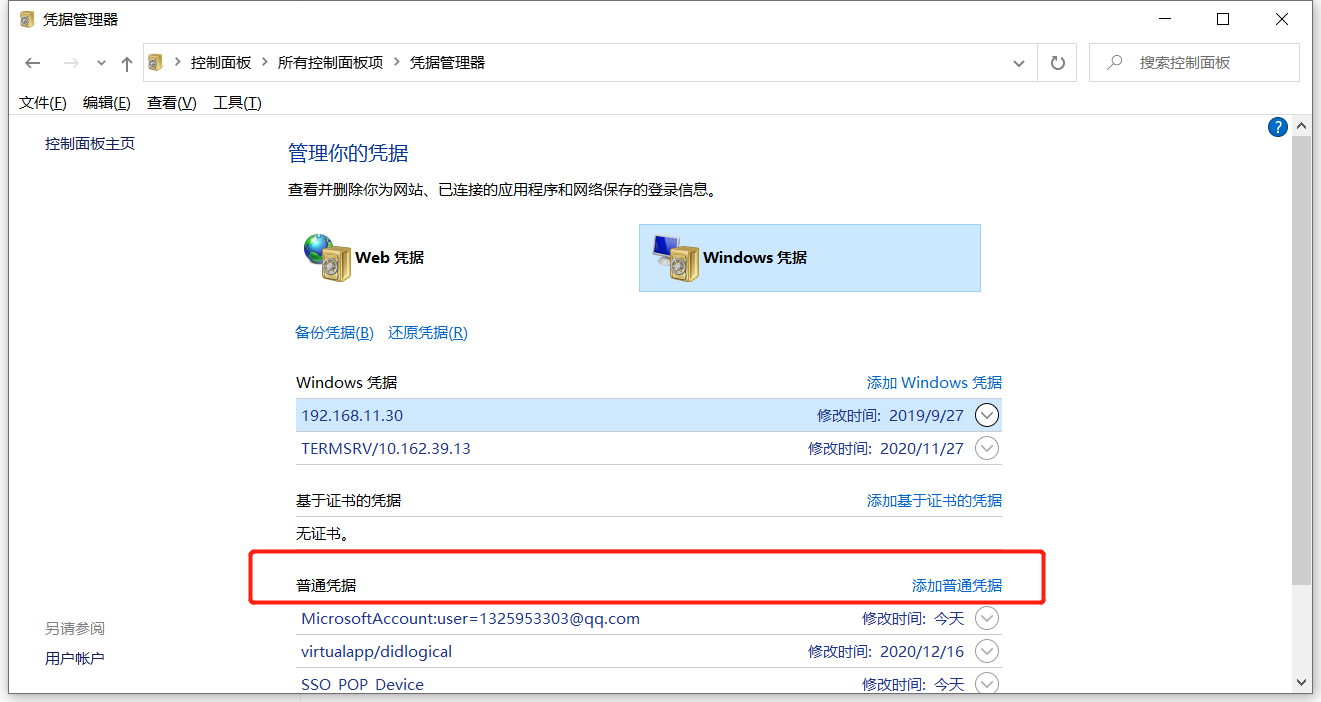 凭据管理器
控制面板 > 所有控制面板项 > 凭据管理器 搜索控制面板
文件(F) 编辑(E) 查看(V) 工具(T)
控制面板主页
?
管理你的凭据
查看并删除你为网站、已连接的应用程序和网络保存的登录信息。
Web 凭据 Windows 凭据
备份凭据(B) 还原凭据(R)
Windows 凭据 添加 Windows 凭据
192.168.11.30 修改时间: 2019/9/27
TERMSRV/10.162.39.13 修改时间: 2020/11/27
基于证书的凭据 添加基于证书的凭据
无证书。
普通凭据 添加普通凭据
MicrosoftAccount:user=1325953303@qq.com 修改时间: 今天
virtualapp/didlogical 修改时间: 2020/12/16
SSO_POP_Device 修改时间: 今天
另请参阅
用户帐户